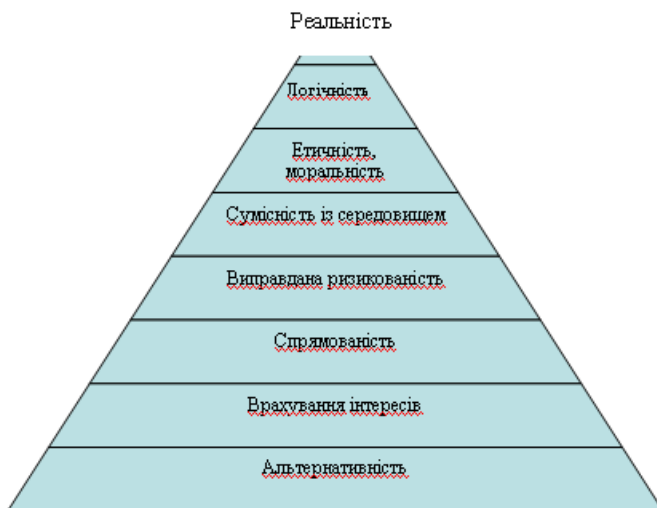 Реальність
Логічність
Етичність,
моральність
Сумісність із середовищем
Виправдана ризикованість
Спрямованість
Врахування інтересів
Альтернативність